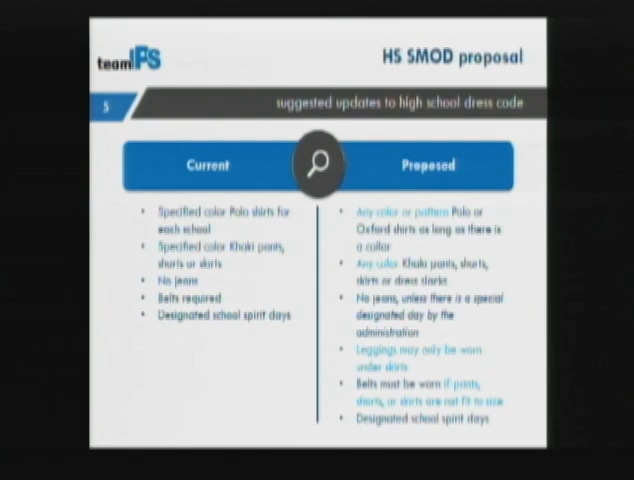 teamIPS
HS SMOD proposal
5
suggested updates to high school dress code
Current
Proposed
• Specified color Polo shirts for
each school
• Specified color Khaki pants,
shorts or skirts
• No jeans
• Belts required
• Designated school spirit days
• Any color or pattern Polo or
Oxford shirts as long as there is
a collar
• Any color Khaki pants, shorts,
skirts or dress slacks
• No jeans, unless there is a special
designated day by the
administration
• Leggings may only be worn
under skirts
• Belts must be worn if pants,
shorts, or skirts are not fit to size
• Designated school spirit days